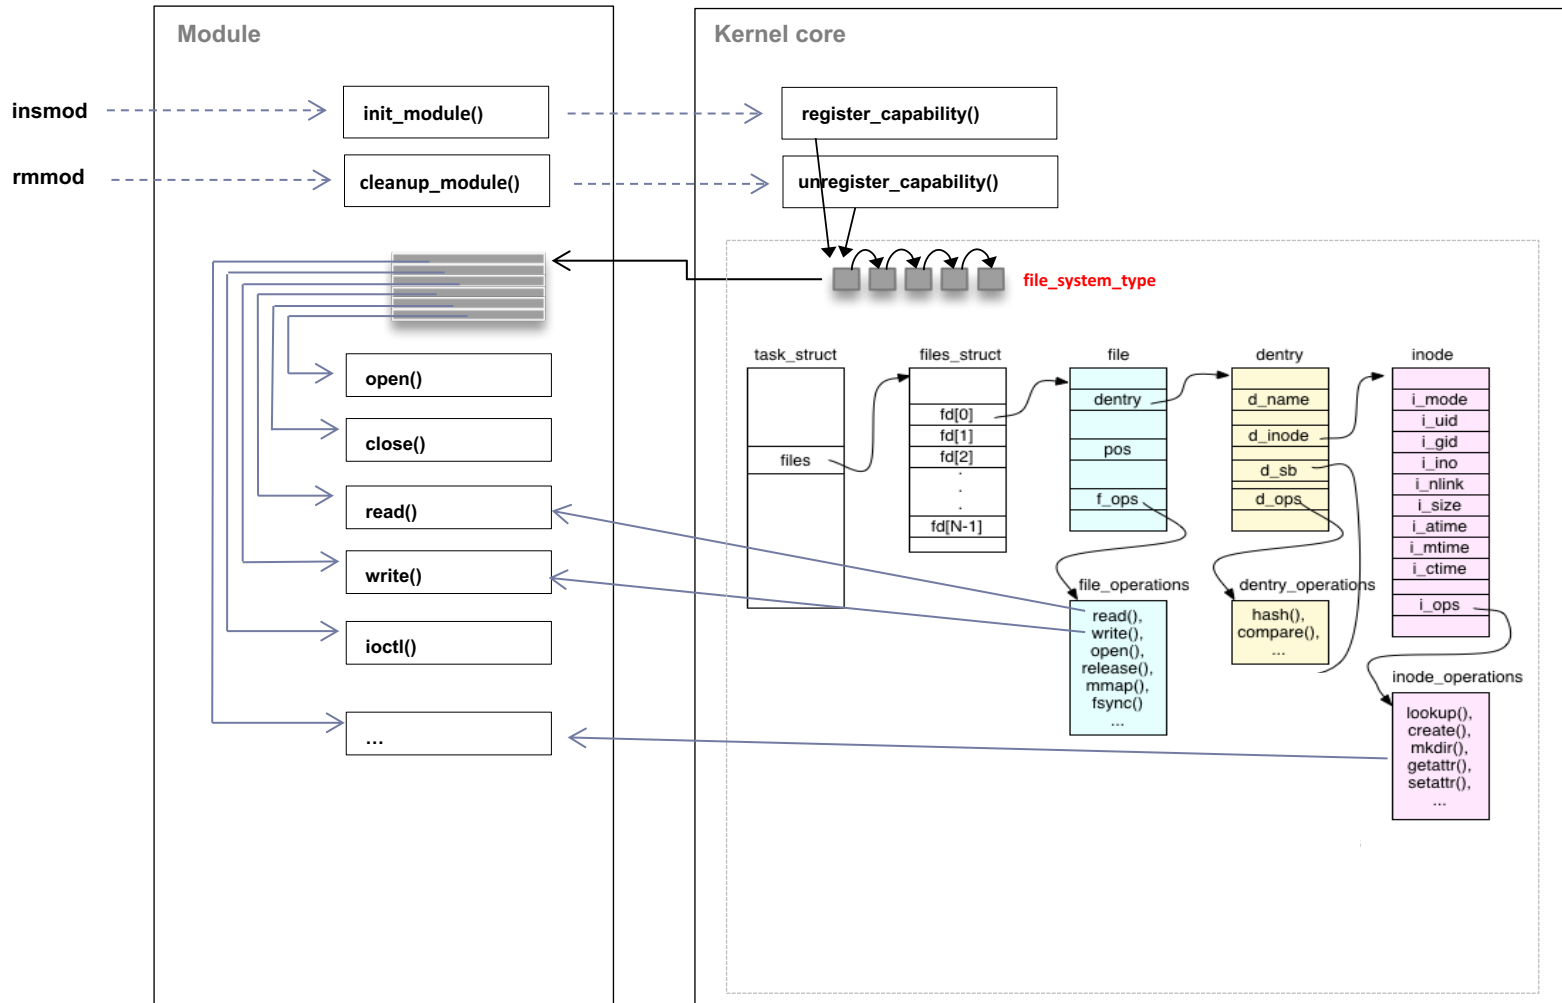 Module
Kernel core
insmod
init_module()
register_capability()
rmmod
cleanup_module()
unregister_capability()
file_system_type
open()
close()
read()
write()
ioctl()
...
task_struct
files
files_struct
fd[0]
fd[1]
fd[2]
.
.
.
fd[N-1]
file
dentry
pos
f_ops
dentry
d_name
d_inode
d_sb
d_ops
inode
i_mode
i_uid
i_gid
i_ino
i_nlink
i_size
i_atime
i_mtime
i_ctime
i_ops
file_operations
read(),
write(),
open(),
release(),
mmap(),
fsync()
...
dentry_operations
hash(),
compare(),
...
inode_operations
lookup(),
create(),
mkdir(),
getattr(),
setattr(),
...